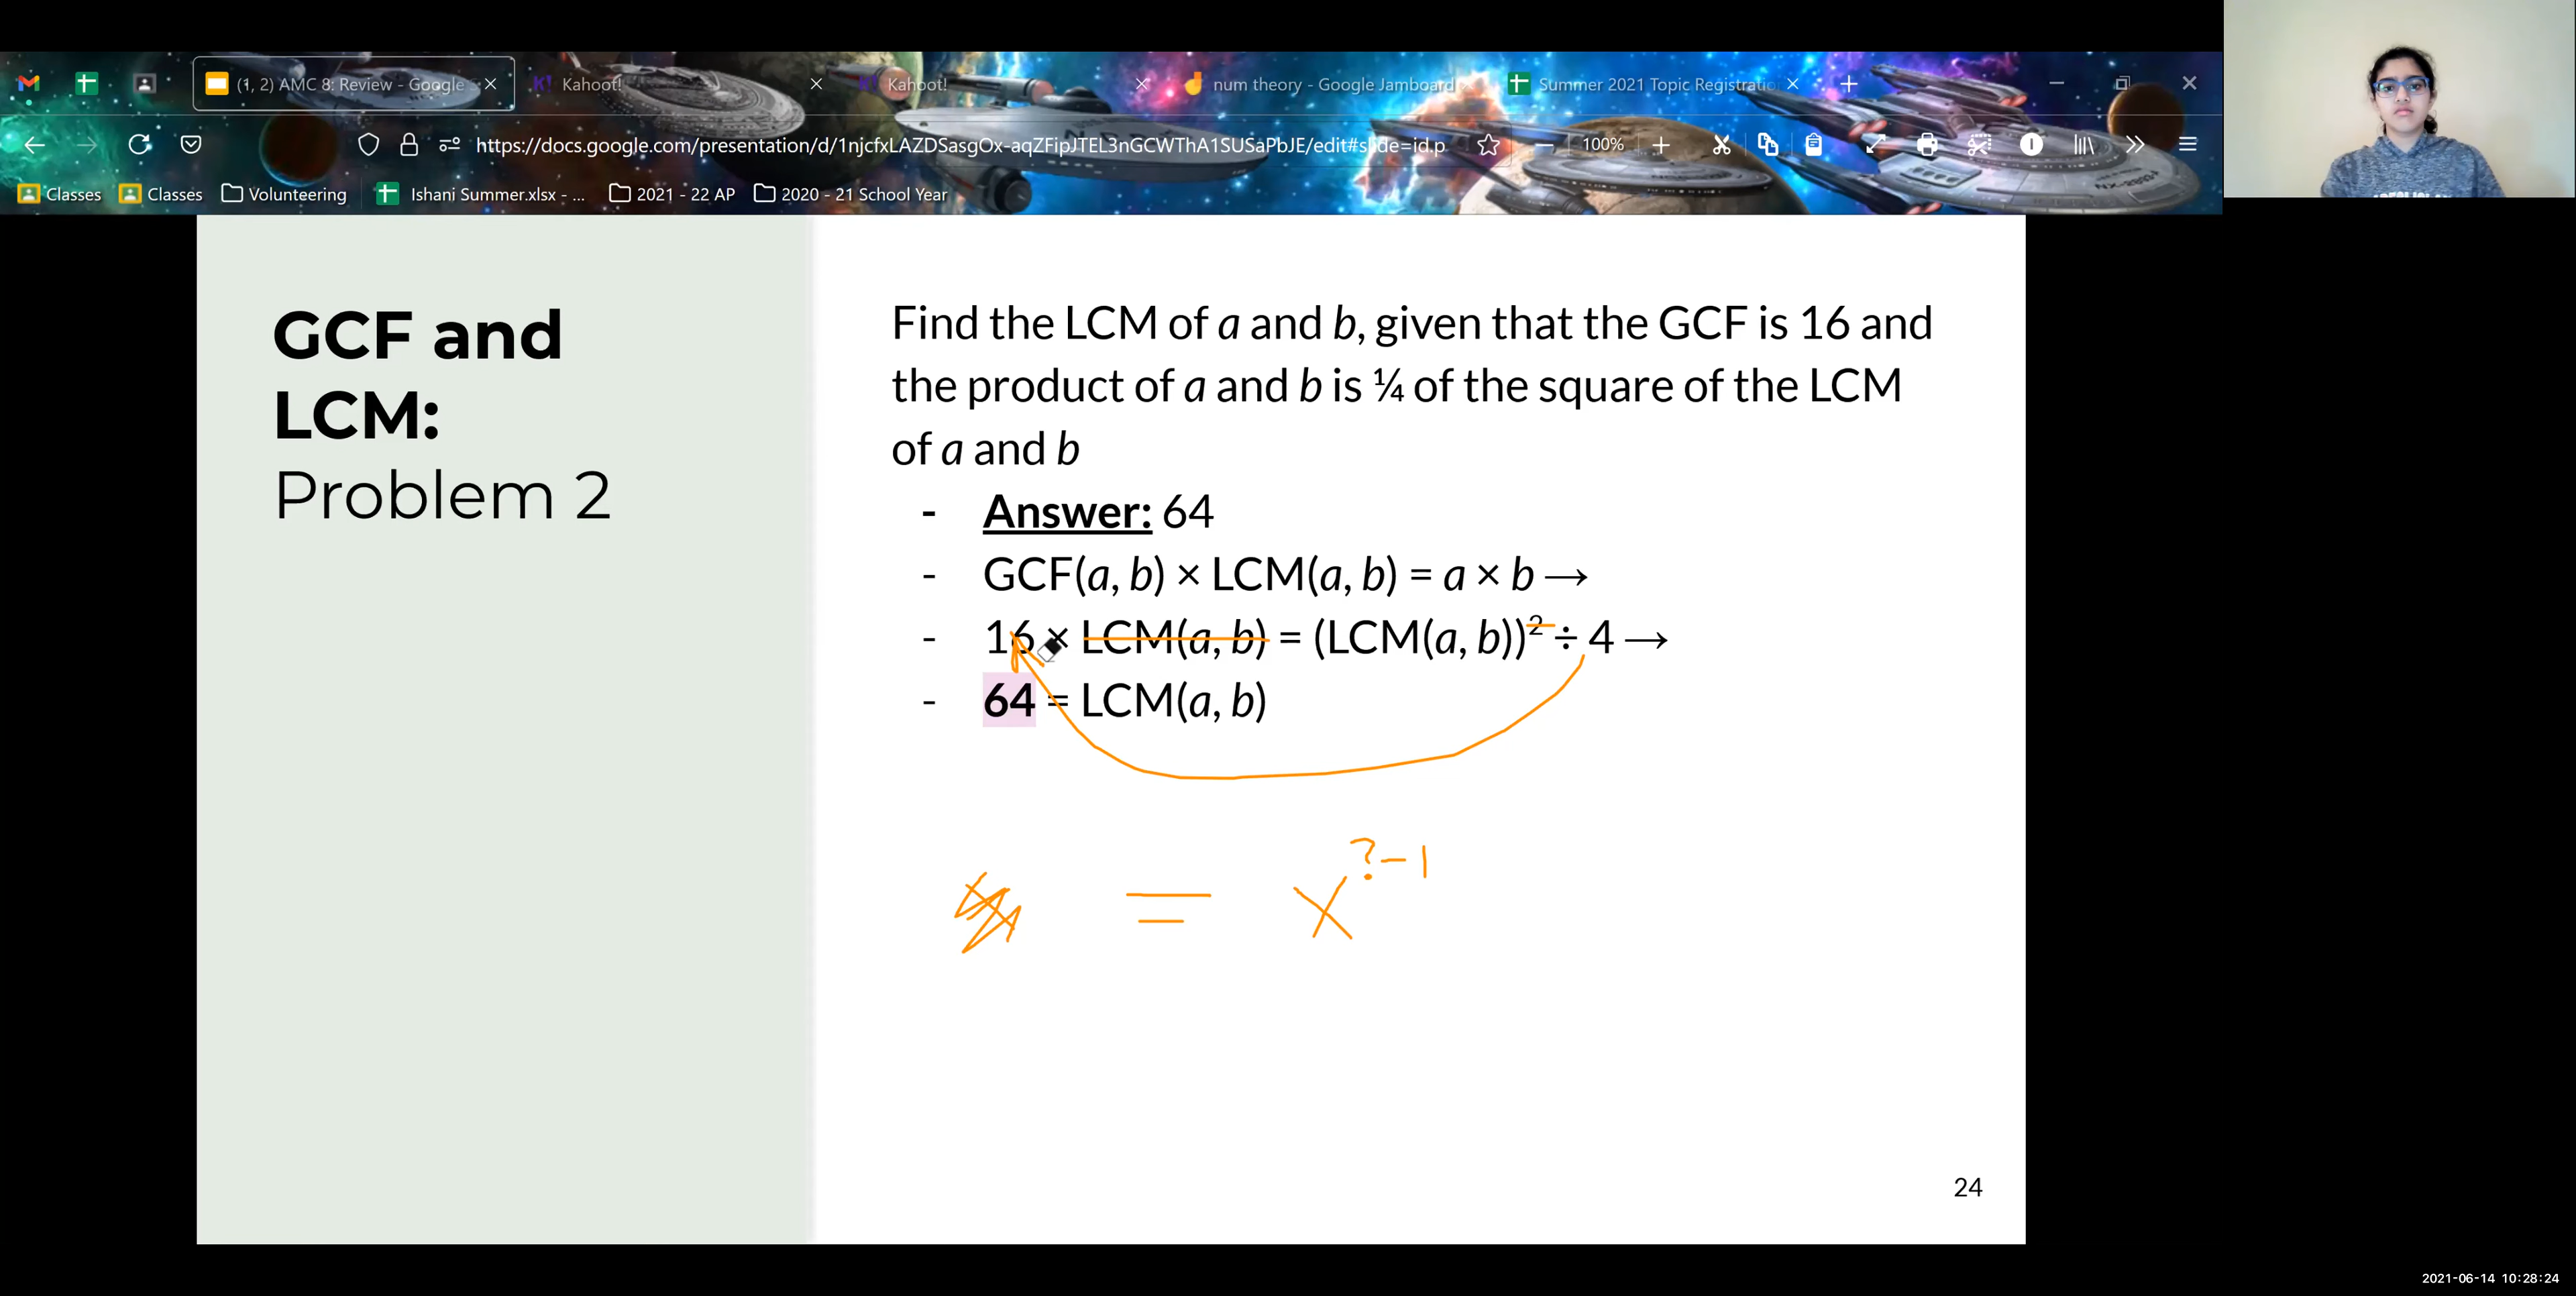 (1, 2) AMC 8: Review - Google S
Kahoot!
Kahoot!
num theory - Google Jamboard
Summer 2021 Topic Registratio
https://docs.google.com/presentation/d/1njcfxLAZDSasgOx-aqZFipJTEL3nGCWThA1SUSaPbJE/edit#slide=id.p
100%
Classes
Classes
Volunteering
Ishani Summer.xlsx - ...
2021 - 22 AP
2020 - 21 School Year
GCF and
LCM:
Problem 2
Find the LCM of a and b, given that the GCF is 16 and
the product of a and b is ¼ of the square of the LCM
of a and b
- Answer: 64
- GCF(a, b) × LCM(a, b) = a × b →
- 16 × LCM(a, b) = (LCM(a, b))² ÷ 4 →
- 64 = LCM(a, b)
= x^?-1
24
2021-06-14 10:28:24